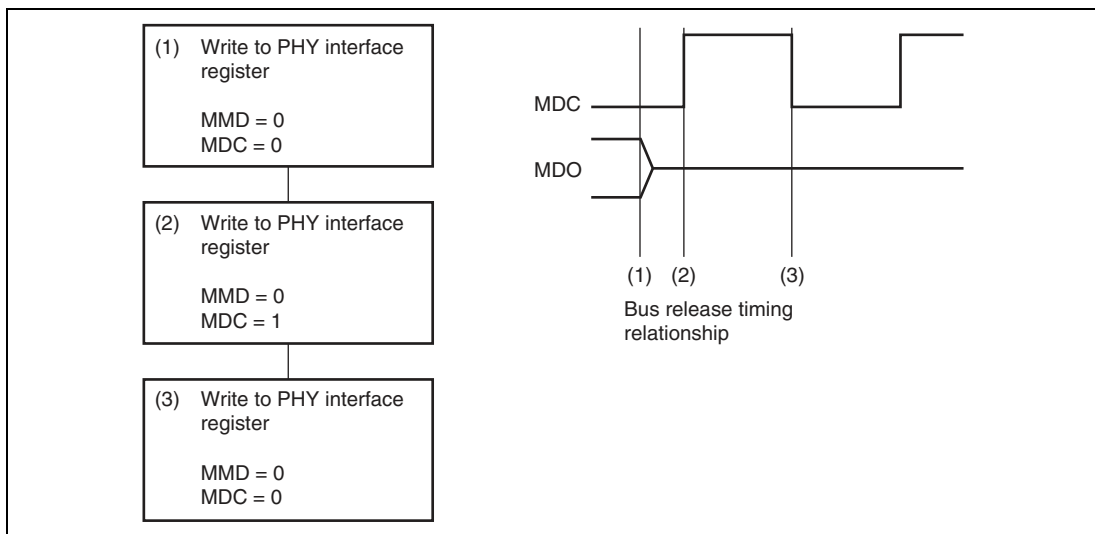 (1) Write to PHY interface
register
MMD = 0
MDC = 0
(2) Write to PHY interface
register
MMD = 0
MDC = 1
(3) Write to PHY interface
register
MMD = 0
MDC = 0
MDC
MDO
(1) (2) (3)
Bus release timing
relationship